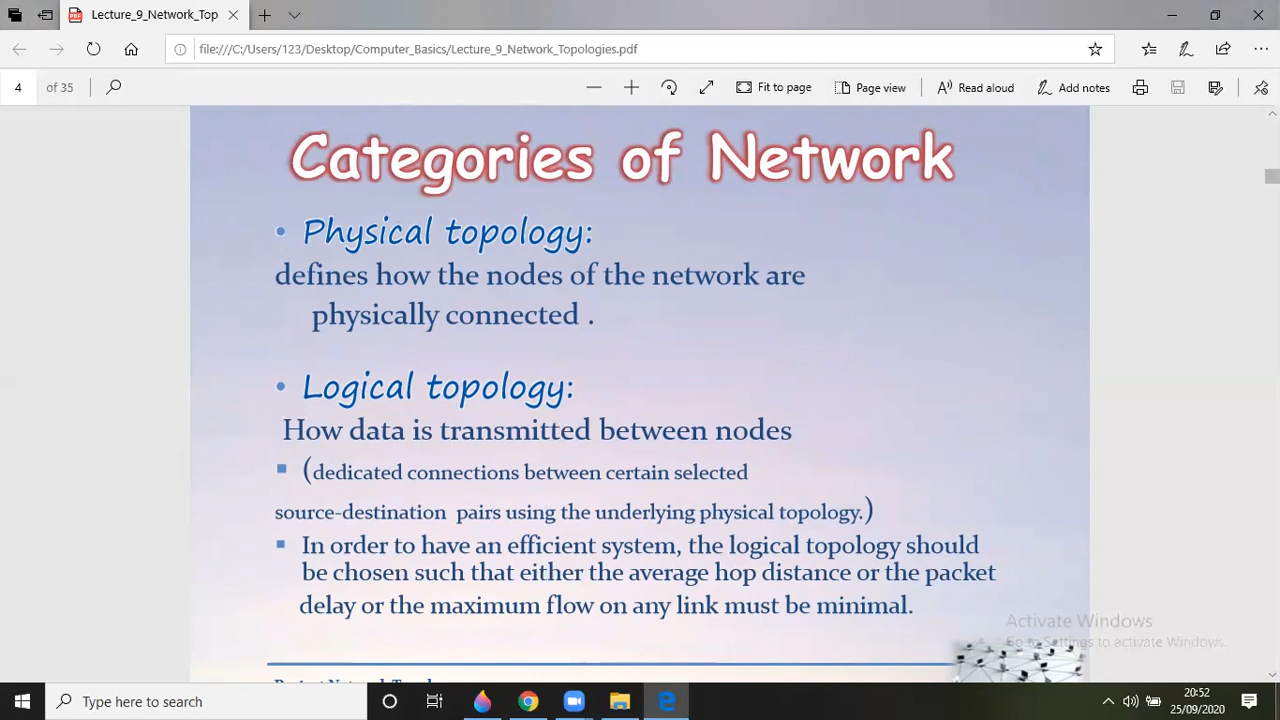 Lecture_9_Network_Top
file:///C:/Users/123/Desktop/Computer_Basics/Lecture_9_Network_Topologies.pdf
4 of 35 Fit to page Page view Read aloud Add notes
Categories of Network
• Physical topology:
defines how the nodes of the network are
physically connected .
• Logical topology:
How data is transmitted between nodes
▪ (dedicated connections between certain selected
source-destination pairs using the underlying physical topology.)
▪ In order to have an efficient system, the logical topology should
be chosen such that either the average hop distance or the packet
delay or the maximum flow on any link must be minimal.
Activate Windows
Go to Settings to activate Windows.
Type here to search
20:52
25/09/2020